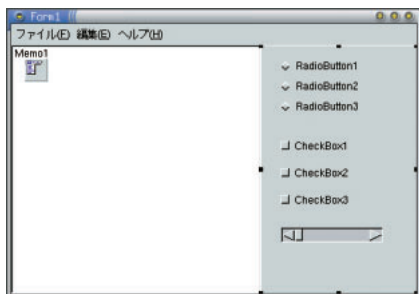 Form1
ファイル(F) 編集(E) ヘルプ(H)
Memo1
RadioButton1
RadioButton2
RadioButton3
CheckBox1
CheckBox2
CheckBox3